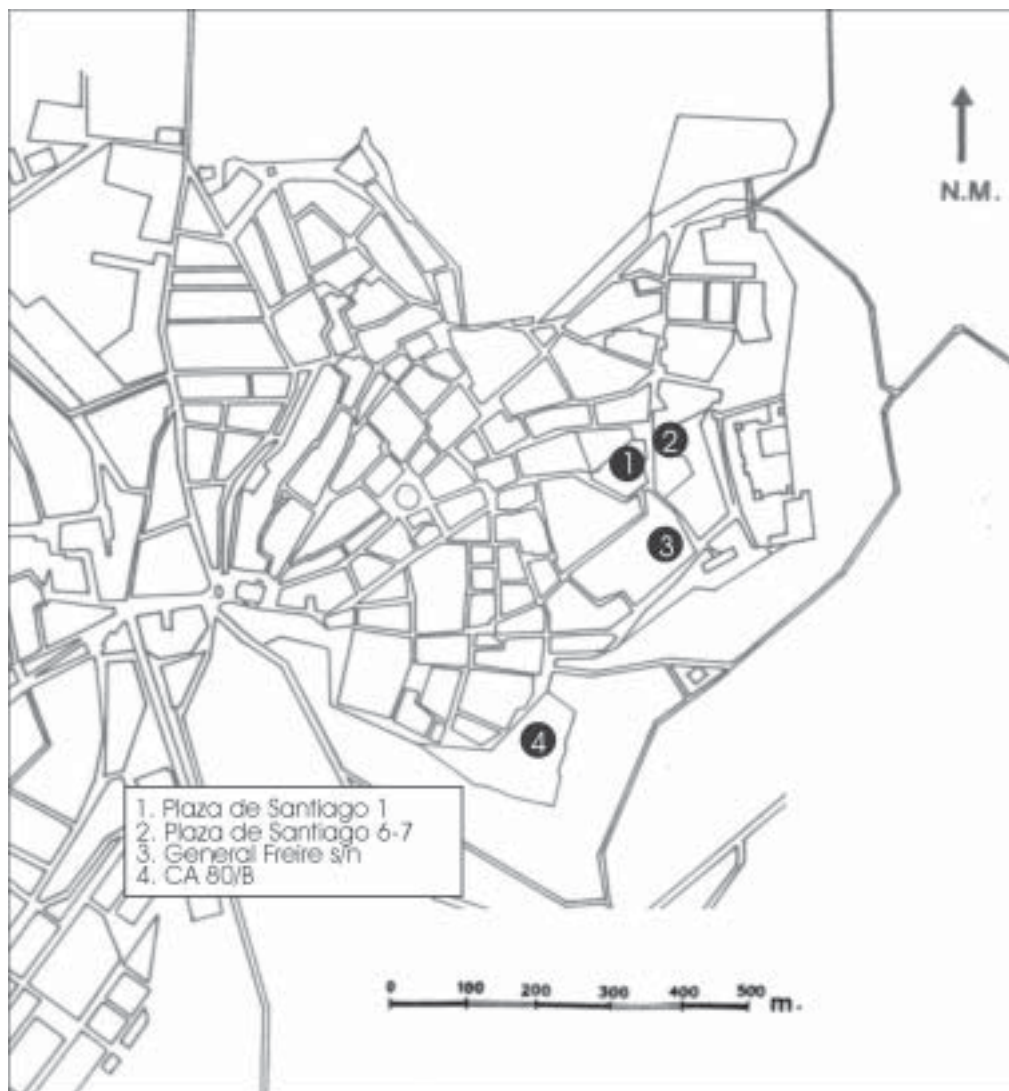 N.M.
2
1
3
4
1. Plaza de Santiago 1
2. Plaza de Santiago 6-7
3. General Freire s/n
4. CA 80/B
0 100 200 300 400 500 m.